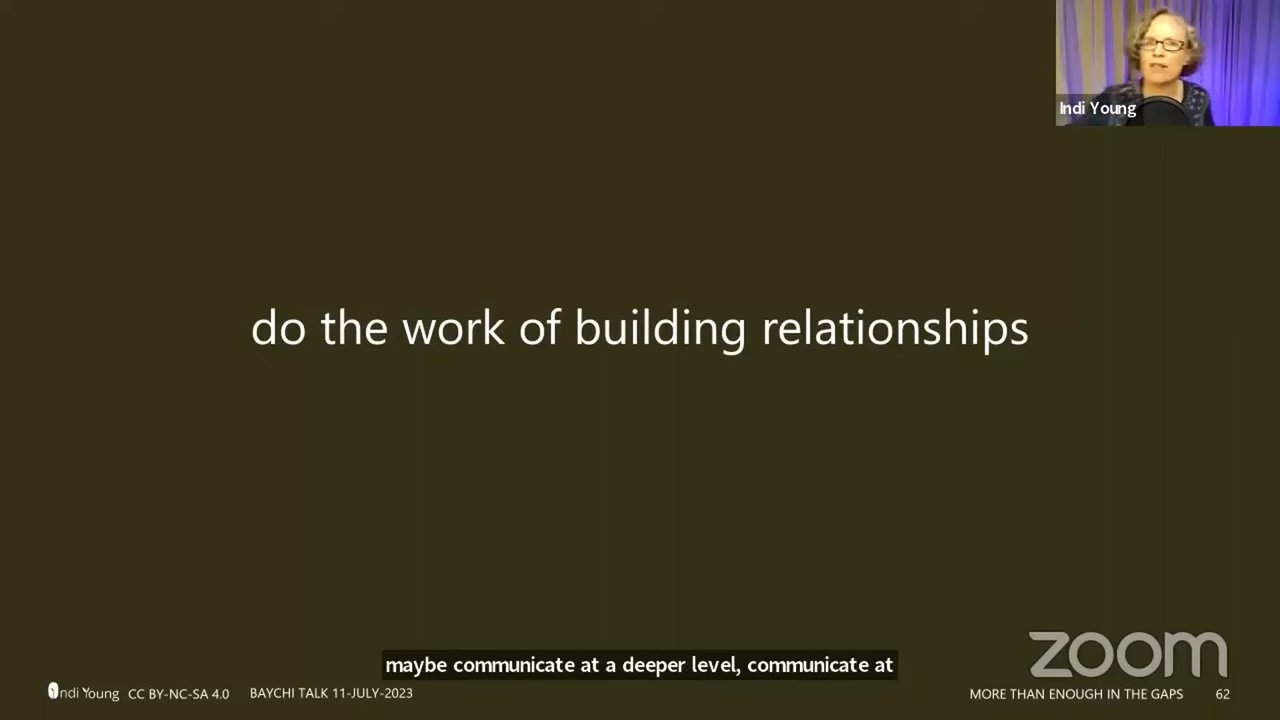 Indi Young
do the work of building relationships
maybe communicate at a deeper level, communicate at
zoom
Indi Young CC BY-NC-SA 4.0 BAYCHI TALK 11-JULY-2023 MORE THAN ENOUGH IN THE GAPS 62